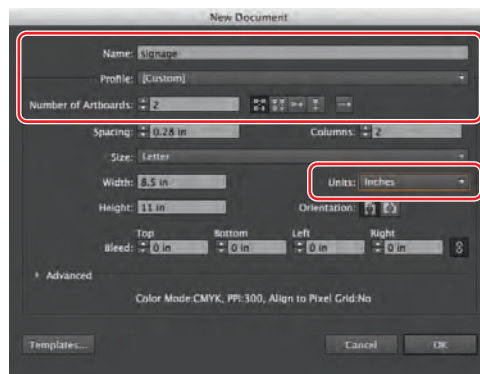 New Document
Name: signage
Profile: [Custom]
Number of Artboards: 2
Spacing: 0.28 in Columns: 2
Size: Letter
Width: 8.5 in Units: Inches
Height: 11 in Orientation:
Top Bottom Left Right
Bleed: 0 in 0 in 0 in 0 in
Advanced
Color Mode:CMYK, PPI:300, Align to Pixel Grid:No
Templates... Cancel OK